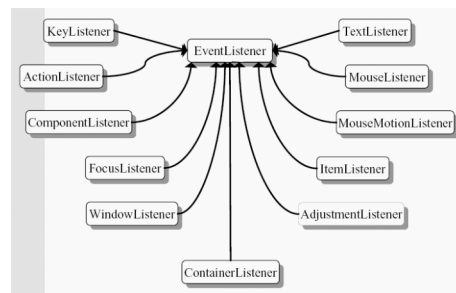 KeyListener
TextListener
EventListener
ActionListener
MouseListener
ComponentListener
MouseMotionListener
FocusListener
ItemListener
WindowListener
AdjustmentListener
ContainerListener